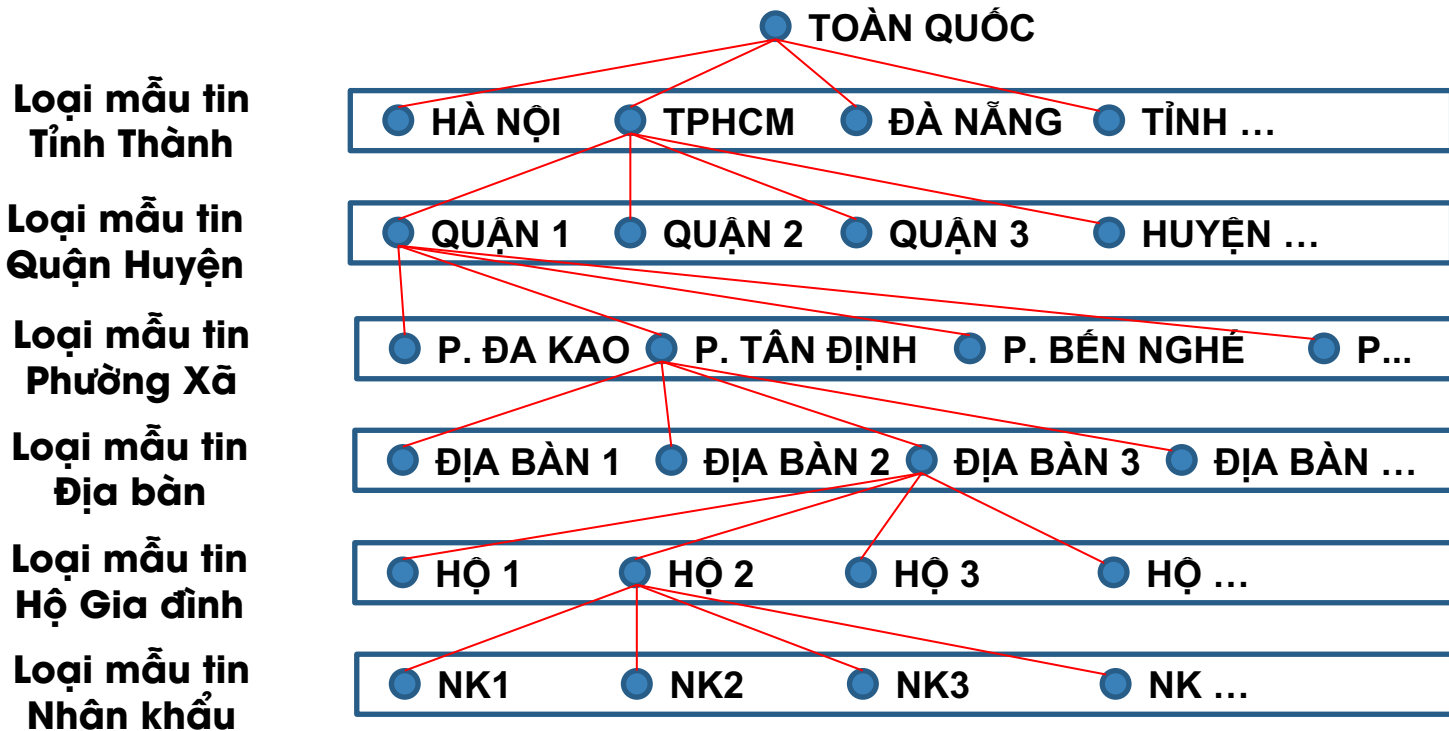 TOÀN QUỐC
Loại mẫu tin
Tỉnh Thành
HÀ NỘI TPHCM ĐÀ NẴNG TỈNH ...
Loại mẫu tin
Quận Huyện
QUẬN 1 QUẬN 2 QUẬN 3 HUYỆN ...
Loại mẫu tin
Phường Xã
P. ĐA KAO P. TÂN ĐỊNH P. BẾN NGHÉ P...
Loại mẫu tin
Địa bàn
ĐỊA BÀN 1 ĐỊA BÀN 2 ĐỊA BÀN 3 ĐỊA BÀN ...
Loại mẫu tin
Hộ Gia đình
HỘ 1 HỘ 2 HỘ 3 HỘ ...
Loại mẫu tin
Nhân khẩu
NK1 NK2 NK3 NK ...